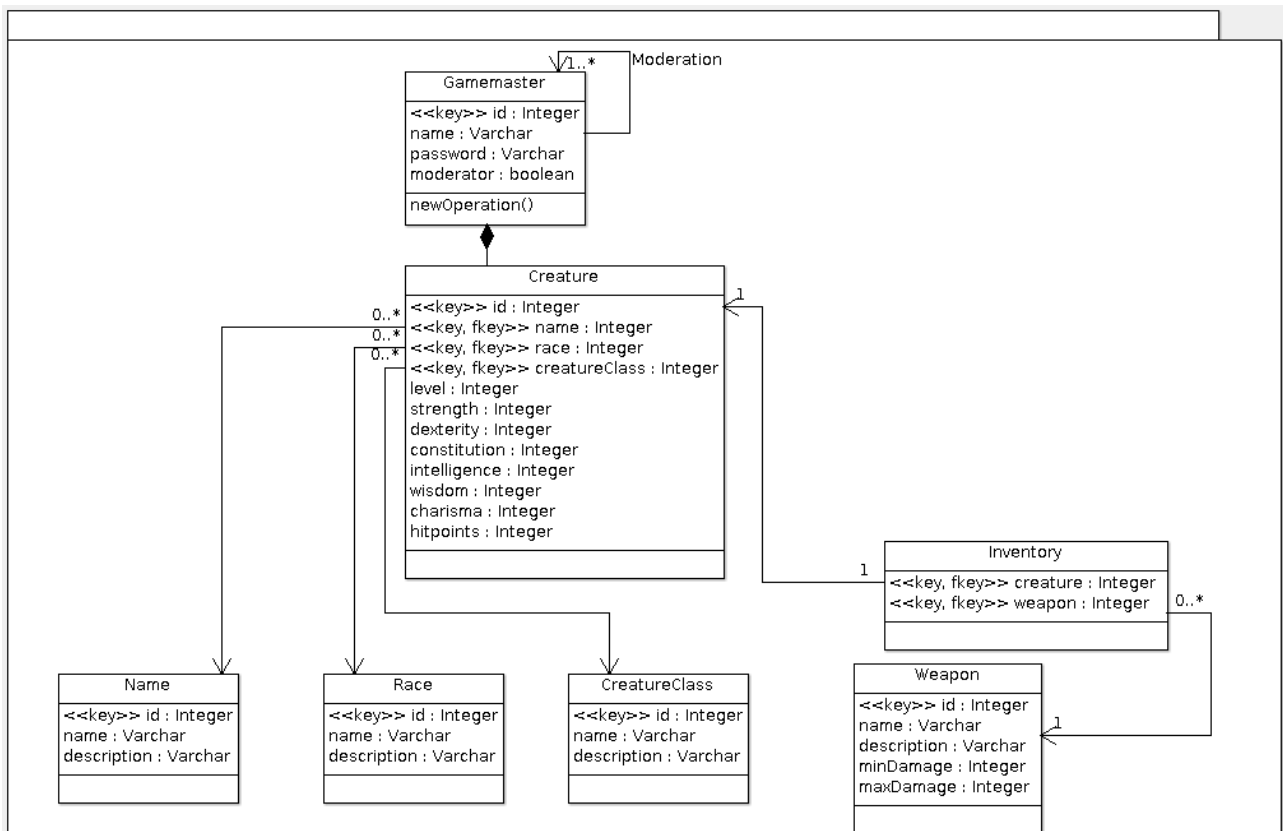 1..* Moderation
Gamemaster
<<key>> id : Integer
name : Varchar
password : Varchar
moderator : boolean
newOperation()
Creature
<<key>> id : Integer
<<key, fkey>> name : Integer
<<key, fkey>> race : Integer
<<key, fkey>> creatureClass : Integer
level : Integer
strength : Integer
dexterity : Integer
constitution : Integer
intelligence : Integer
wisdom : Integer
charisma : Integer
hitpoints : Integer
0..*
0..*
0..*
1
1
Inventory
<<key, fkey>> creature : Integer
<<key, fkey>> weapon : Integer
0..*
Name
<<key>> id : Integer
name : Varchar
description : Varchar
Race
<<key>> id : Integer
name : Varchar
description : Varchar
CreatureClass
<<key>> id : Integer
name : Varchar
description : Varchar
Weapon
<<key>> id : Integer
name : Varchar
description : Varchar
minDamage : Integer
maxDamage : Integer
1